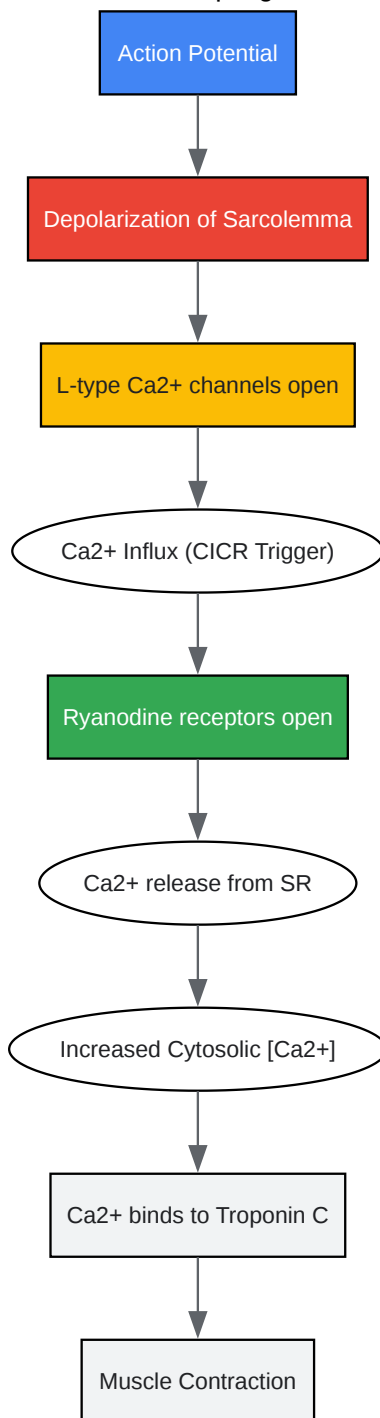 Action Potential
Depolarization of Sarcolemma
L-type Ca2+ channels open
Ca2+ Influx (CICR Trigger)
Ryanodine receptors open
Ca2+ release from SR
Increased Cytosolic [Ca2+]
Ca2+ binds to Troponin C
Muscle Contraction